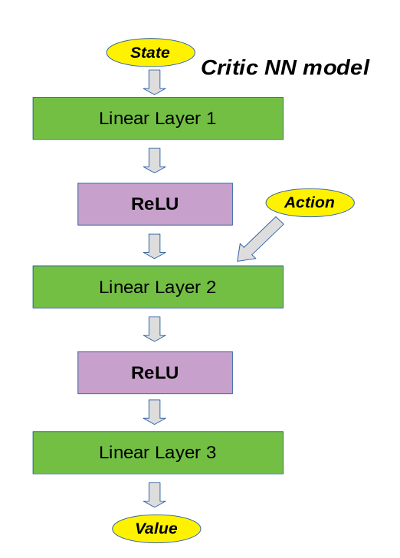 State
Critic NN model
Linear Layer 1
ReLU
Action
Linear Layer 2
ReLU
Linear Layer 3
Value